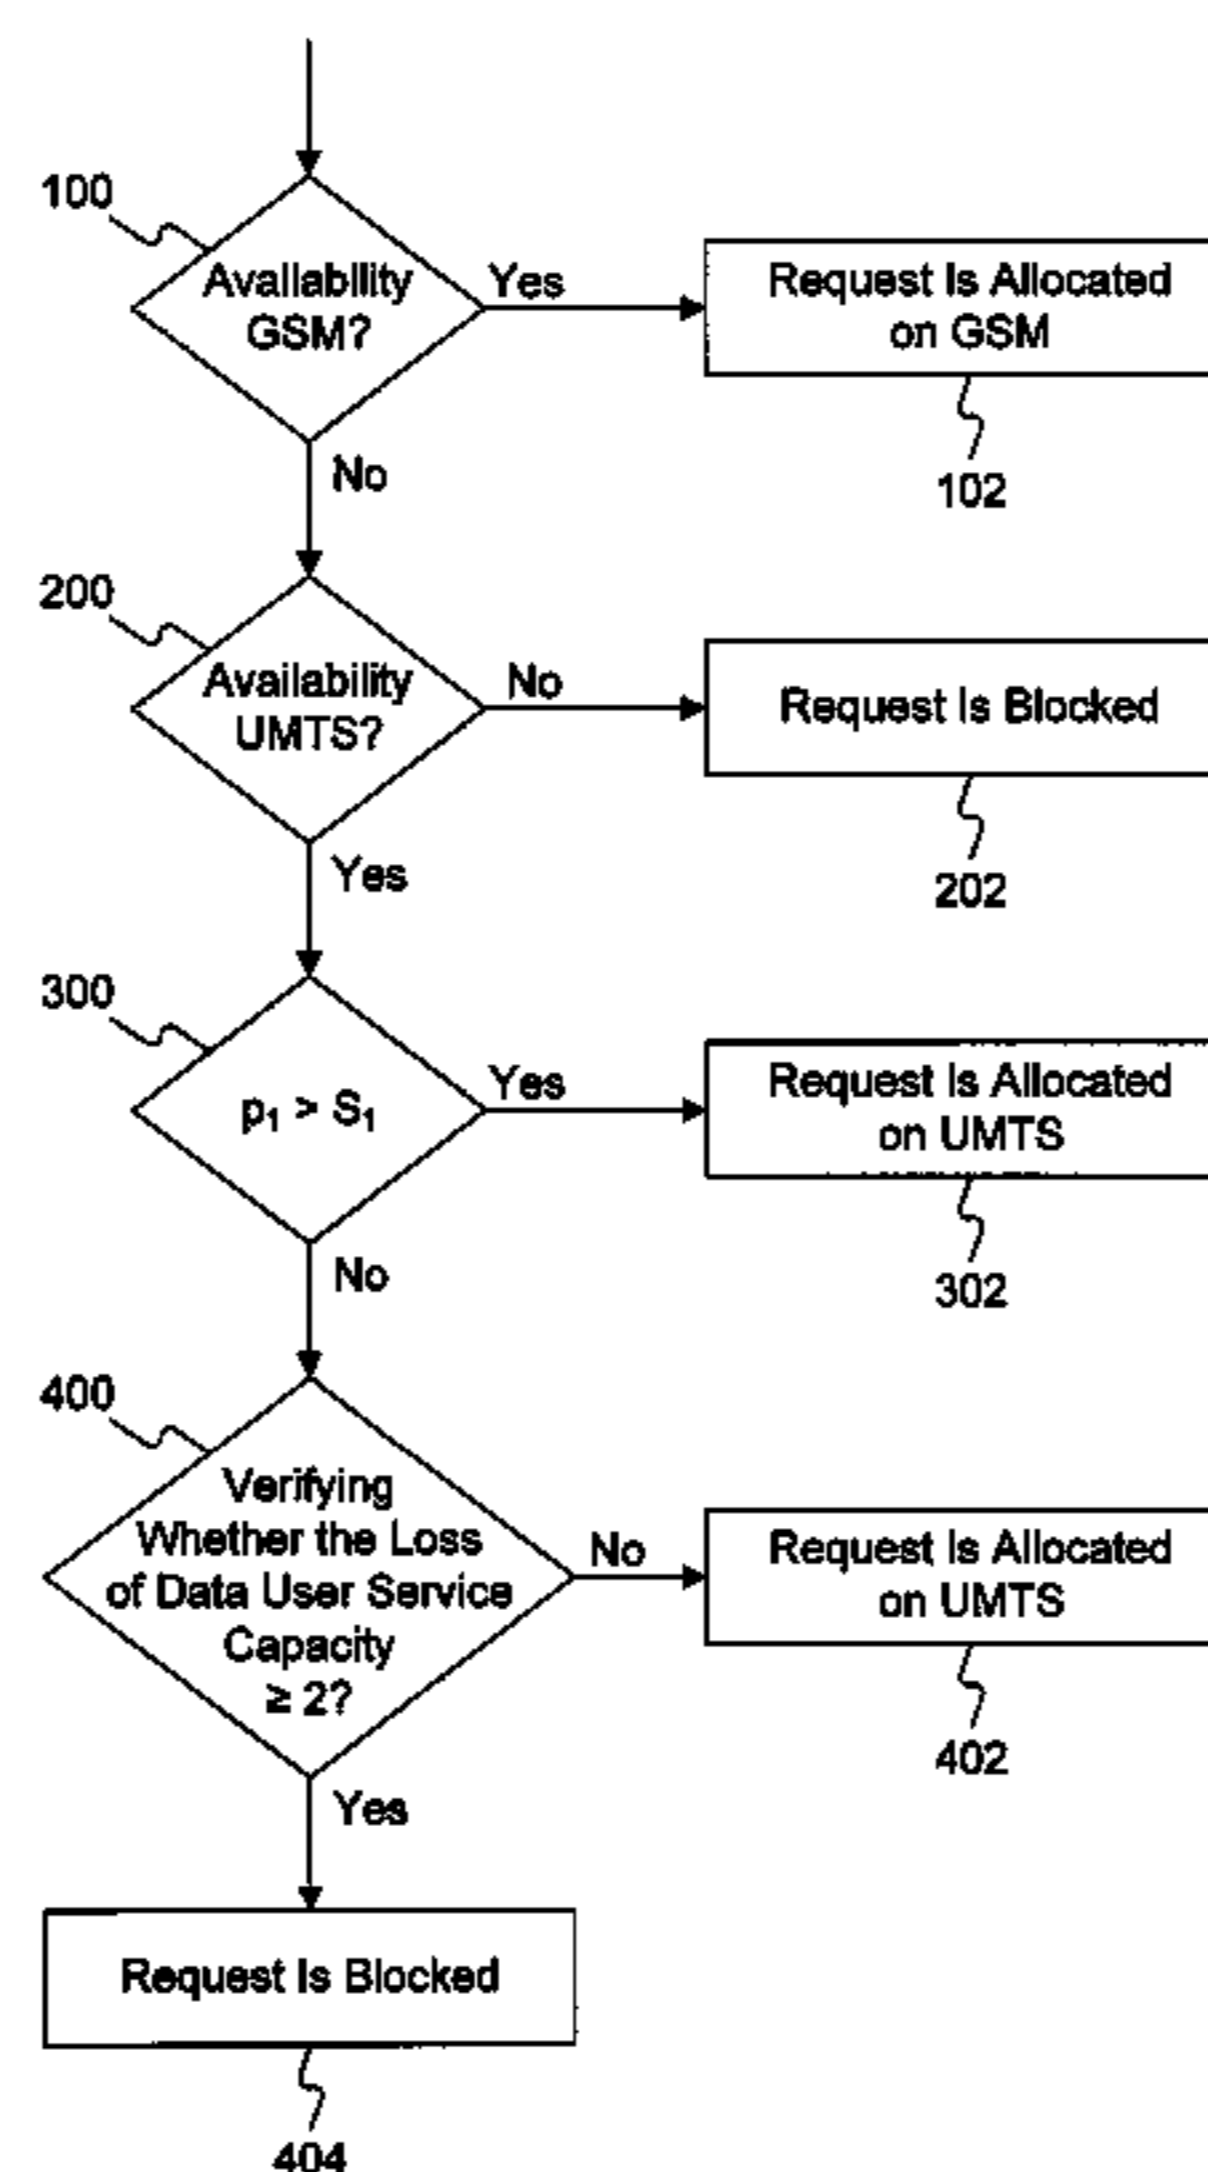 100
Availability
GSM?
Yes
Request Is Allocated
on GSM
102
No
200
Availability
UMTS?
No
Request Is Blocked
202
Yes
300
p₁ > S₁
Yes
Request Is Allocated
on UMTS
302
No
400
Verifying
Whether the Loss
of Data User Service
Capacity
≥ 2?
No
Request Is Allocated
on UMTS
402
Yes
Request Is Blocked
404